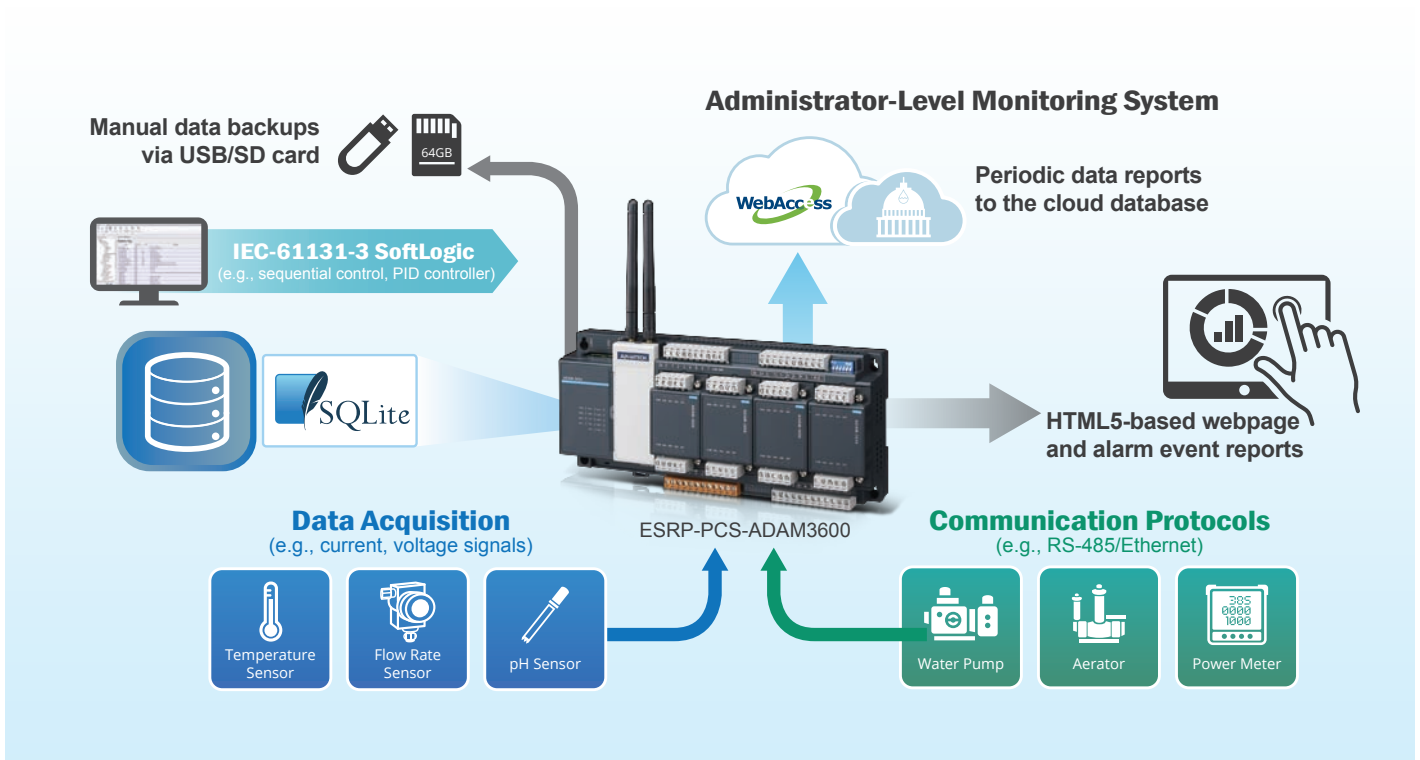 Administrator-Level Monitoring System
Manual data backups
via USB/SD card
64GB
WebAccess
Periodic data reports
to the cloud database
IEC-61131-3 SoftLogic
(e.g., sequential control, PID controller)
SQLite
HTML5-based webpage
and alarm event reports
ESRP-PCS-ADAM3600
Data Acquisition
(e.g., current, voltage signals)
Temperature
Sensor
Flow Rate
Sensor
pH Sensor
Communication Protocols
(e.g., RS-485/Ethernet)
Water Pump
Aerator
385
0000
1000
Power Meter